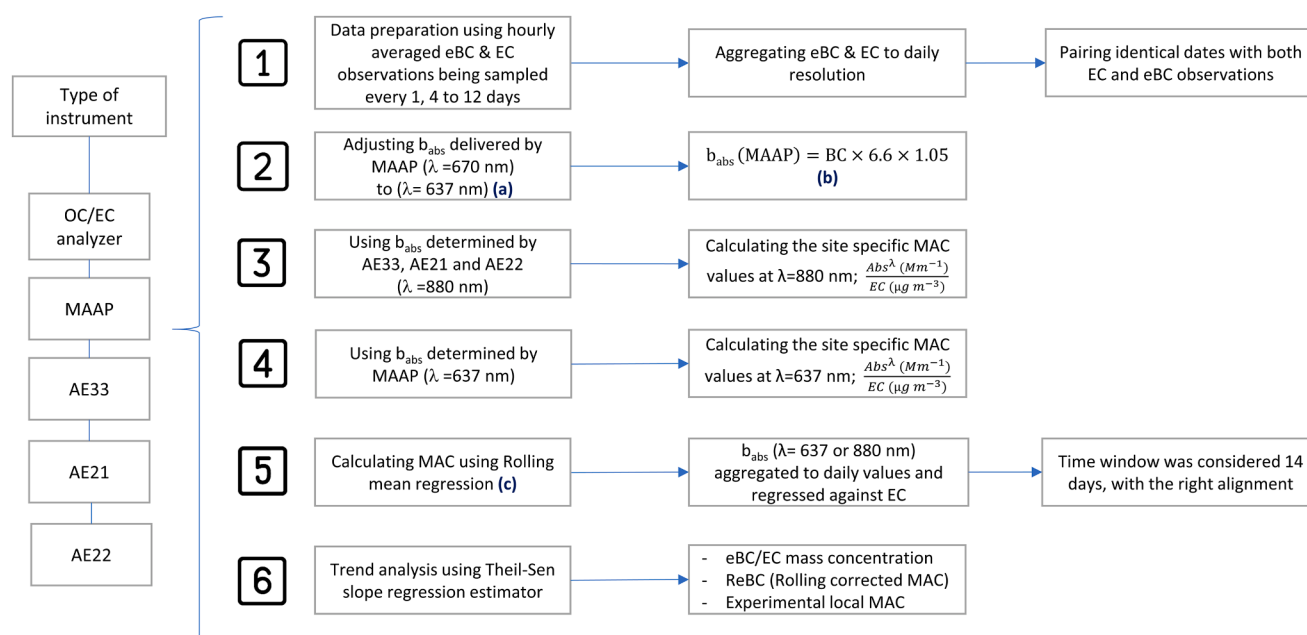 Type of
instrument
OC/EC
analyzer
MAAP
AE33
AE21
AE22
1
Data preparation using hourly
averaged eBC & EC
observations being sampled
every 1, 4 to 12 days
Aggregating eBC & EC to daily
resolution
Pairing identical dates with both
EC and eBC observations
2
Adjusting b_abs delivered by
MAAP (λ =670 nm)
to (λ= 637 nm) (a)
b_abs (MAAP) = BC × 6.6 × 1.05
(b)
3
Using b_abs determined by
AE33, AE21 and AE22
(λ =880 nm)
Calculating the site specific MAC
values at λ=880 nm; Abs^λ (Mm⁻¹) / EC (μg m⁻³)
4
Using b_abs determined by
MAAP (λ =637 nm)
Calculating the site specific MAC
values at λ=637 nm; Abs^λ (Mm⁻¹) / EC (μg m⁻³)
5
Calculating MAC using Rolling
mean regression (c)
b_abs (λ= 637 or 880 nm)
aggregated to daily values and
regressed against EC
Time window was considered 14
days, with the right alignment
6
Trend analysis using Theil-Sen
slope regression estimator
- eBC/EC mass concentration
- ReBC (Rolling corrected MAC)
- Experimental local MAC